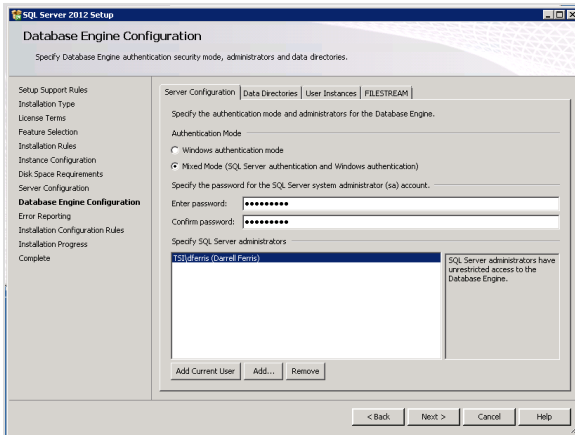 SQL Server 2012 Setup
Database Engine Configuration
Specify Database Engine authentication security mode, administrators and data directories.
Setup Support Rules
Installation Type
License Terms
Feature Selection
Installation Rules
Instance Configuration
Disk Space Requirements
Server Configuration
Database Engine Configuration
Error Reporting
Installation Configuration Rules
Installation Progress
Complete
Server Configuration Data Directories User Instances FILESTREAM
Specify the authentication mode and administrators for the Database Engine.
Authentication Mode
Windows authentication mode
Mixed Mode (SQL Server authentication and Windows authentication)
Specify the password for the SQL Server system administrator (sa) account.
Enter password: ●●●●●●●●●
Confirm password: ●●●●●●●●●
Specify SQL Server administrators
TSI\dferris (Darrell Ferris)
SQL Server administrators have
unrestricted access to the
Database Engine.
Add Current User Add... Remove
< Back Next > Cancel Help